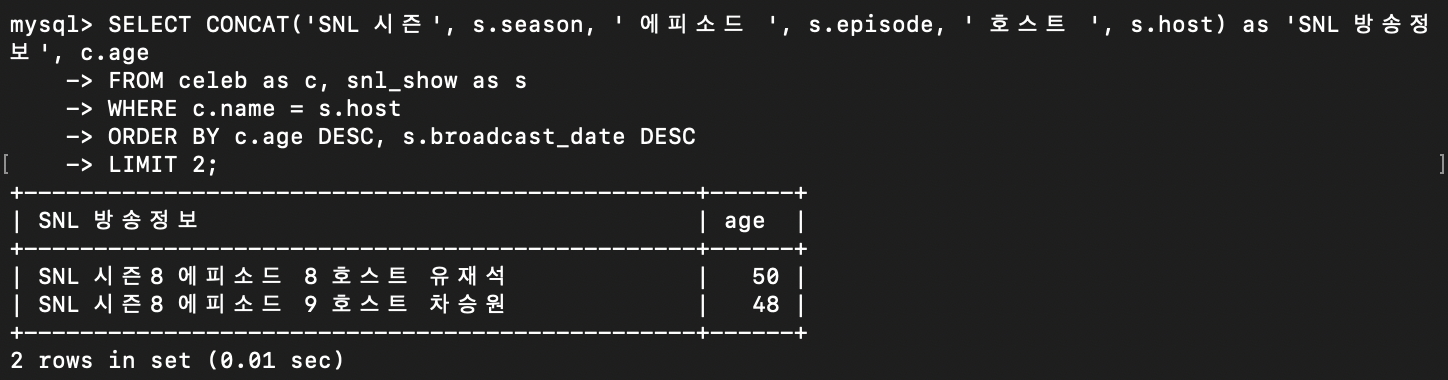 mysql> SELECT CONCAT('SNL 시즌', s.season, ' 에피소드 ', s.episode, ' 호스트 ', s.host) as 'SNL 방송정
보', c.age
    -> FROM celeb as c, snl_show as s
    -> WHERE c.name = s.host
    -> ORDER BY c.age DESC, s.broadcast_date DESC
[    -> LIMIT 2; ]
+------------------------------------------------+------+
| SNL 방송정보 | age |
+------------------------------------------------+------+
| SNL 시즌8 에피소드 8 호스트 유재석 | 50 |
| SNL 시즌8 에피소드 9 호스트 차승원 | 48 |
+------------------------------------------------+------+
2 rows in set (0.01 sec)